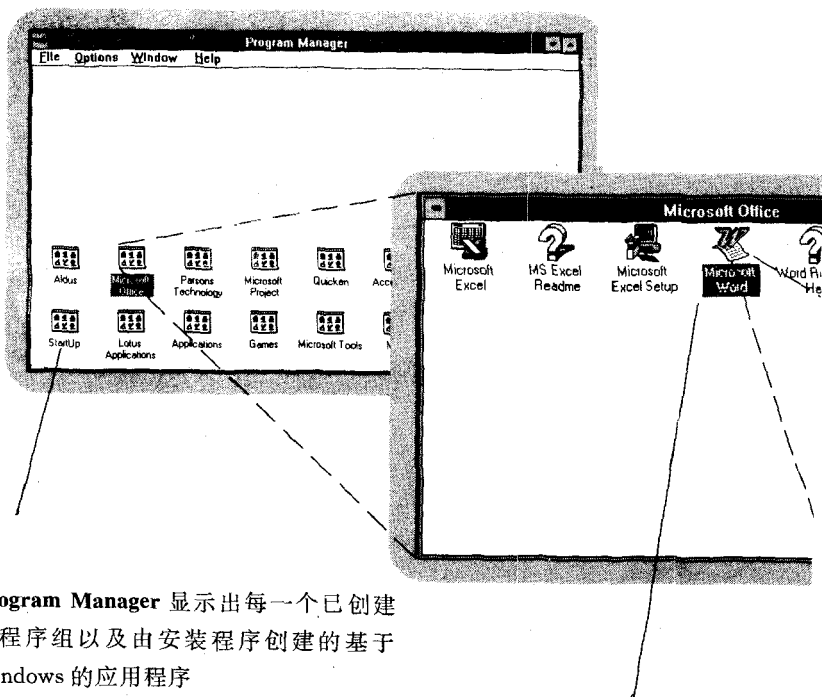 Program Manager
File Options Window Help
Aldus
Microsoft
Office
Parsons
Technology
Microsoft
Project
Quicken
Acce
StartUp
Lotus
Applications
Applications
Games
Microsoft Tools
Microsoft Office
Microsoft
Excel
MS Excel
Readme
Microsoft
Excel Setup
Microsoft
Word
Word R
He
ogram Manager 显示出每一个已创建
程序组以及由安装程序创建的基于
ndows 的应用程序